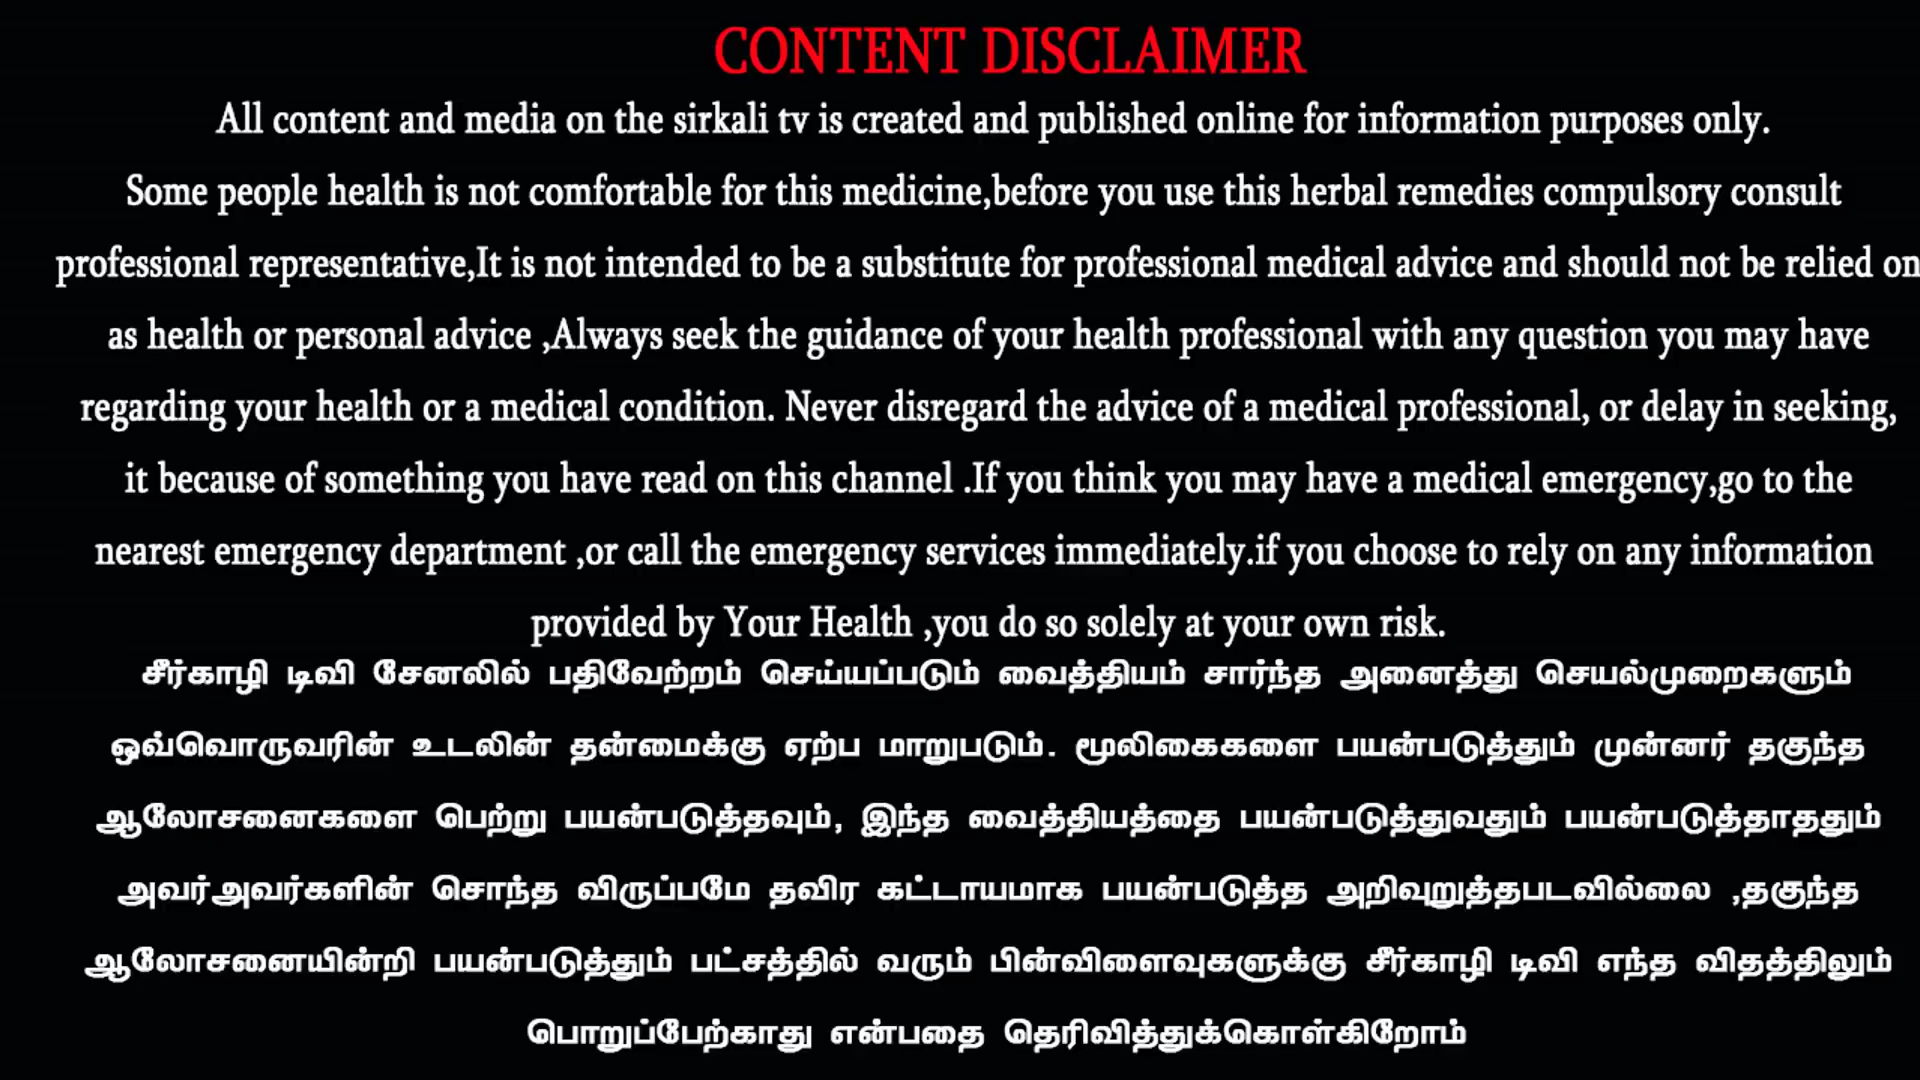 CONTENT DISCLAIMER
All content and media on the sirkali tv is created and published online for information purposes only.
Some people health is not comfortable for this medicine,before you use this herbal remedies compulsory consult
professional representative,It is not intended to be a substitute for professional medical advice and should not be relied on
as health or personal advice ,Always seek the guidance of your health professional with any question you may have
regarding your health or a medical condition. Never disregard the advice of a medical professional, or delay in seeking,
it because of something you have read on this channel .If you think you may have a medical emergency,go to the
nearest emergency department ,or call the emergency services immediately.if you choose to rely on any information
provided by Your Health ,you do so solely at your own risk.
சீர்காழி டிவி சேனலில் பதிவேற்றம் செய்யப்படும் வைத்தியம் சார்ந்த அனைத்து செயல்முறைகளும்
ஒவ்வொருவரின் உடலின் தன்மைக்கு ஏற்ப மாறுபடும். மூலிகைகளை பயன்படுத்தும் முன்னர் தகுந்த
ஆலோசனைகளை பெற்று பயன்படுத்தவும், இந்த வைத்தியத்தை பயன்படுத்துவதும் பயன்படுத்தாததும்
அவர்அவர்களின் சொந்த விருப்பமே தவிர கட்டாயமாக பயன்படுத்த அறிவுறுத்தபடவில்லை ,தகுந்த
ஆலோசனையின்றி பயன்படுத்தும் பட்சத்தில் வரும் பின்விளைவுகளுக்கு சீர்காழி டிவி எந்த விதத்திலும்
பொறுப்பேற்காது என்பதை தெரிவித்துக்கொள்கிறோம்